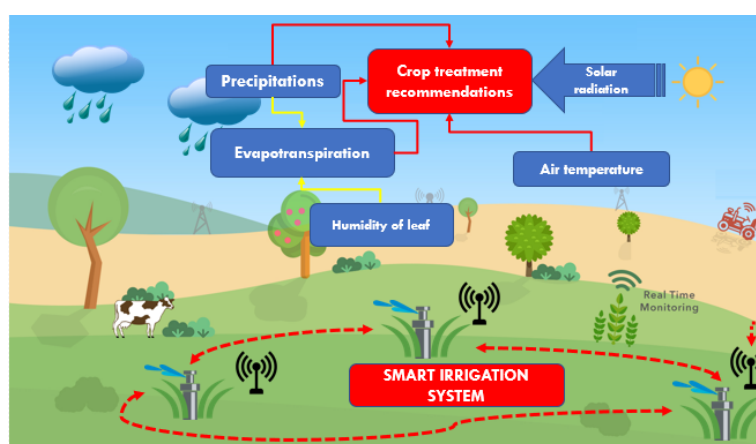 Precipitations
Crop treatment
recommendations
Solar
radiation
Evapotranspiration
Air temperature
Humidity of leaf
Real Time
Monitoring
SMART IRRIGATION
SYSTEM